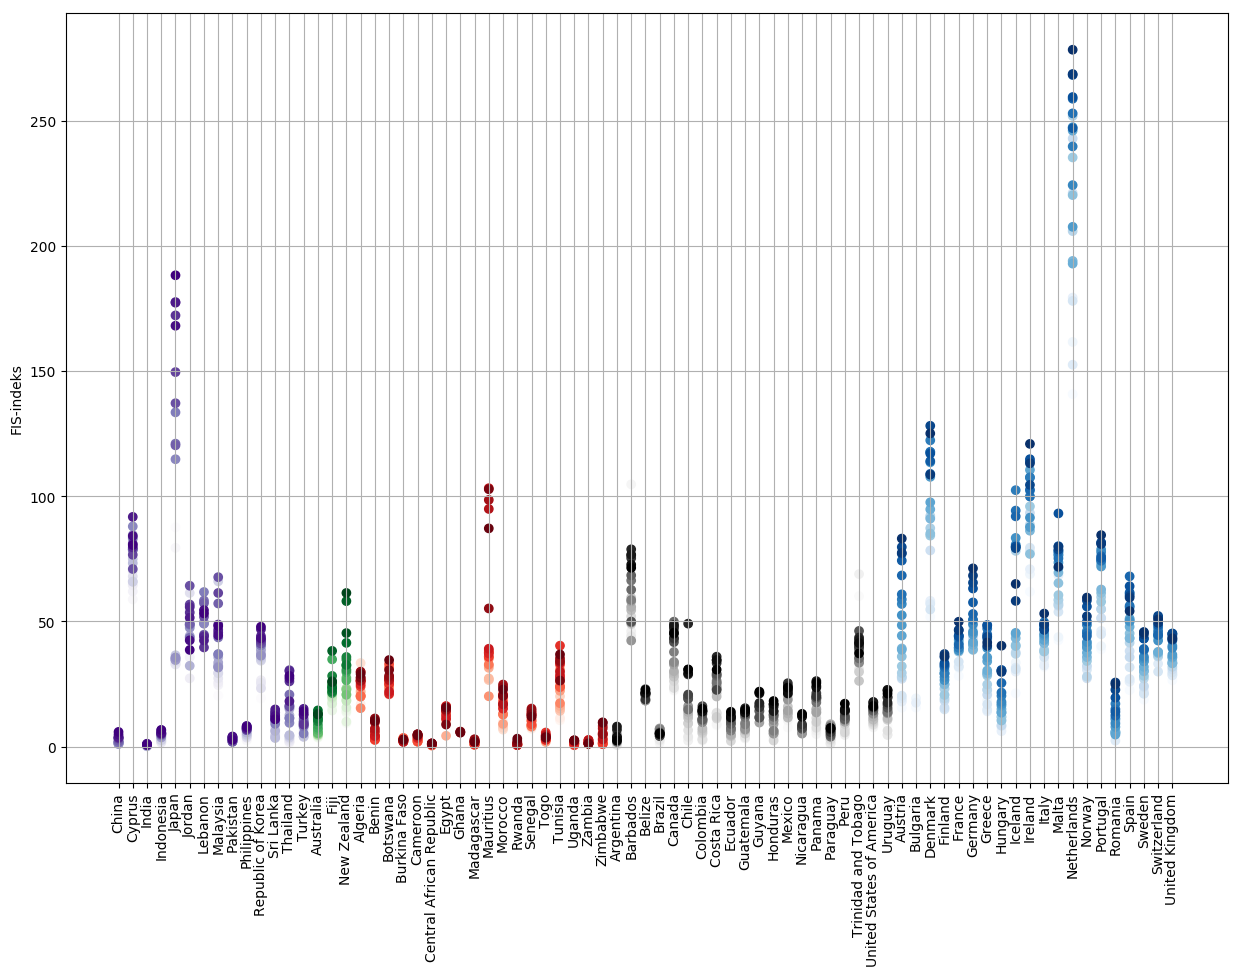 250
200
150
100
50
0
FIS-indeks
China
Cyprus
India
Indonesia
Japan
Jordan
Lebanon
Malaysia
Pakistan
Philippines
Republic of Korea
Sri Lanka
Thailand
Turkey
Australia
Fiji
New Zealand
Algeria
Benin
Botswana
Burkina Faso
Cameroon
Central African Republic
Egypt
Ghana
Madagascar
Mauritius
Morocco
Rwanda
Senegal
Togo
Tunisia
Uganda
Zambia
Zimbabwe
Argentina
Barbados
Belize
Brazil
Canada
Chile
Colombia
Costa Rica
Ecuador
Guatemala
Guyana
Honduras
Mexico
Nicaragua
Panama
Paraguay
Peru
Trinidad and Tobago
United States of America
Uruguay
Austria
Bulgaria
Denmark
Finland
France
Germany
Greece
Hungary
Iceland
Ireland
Italy
Malta
Netherlands
Norway
Portugal
Romania
Spain
Sweden
Switzerland
United Kingdom